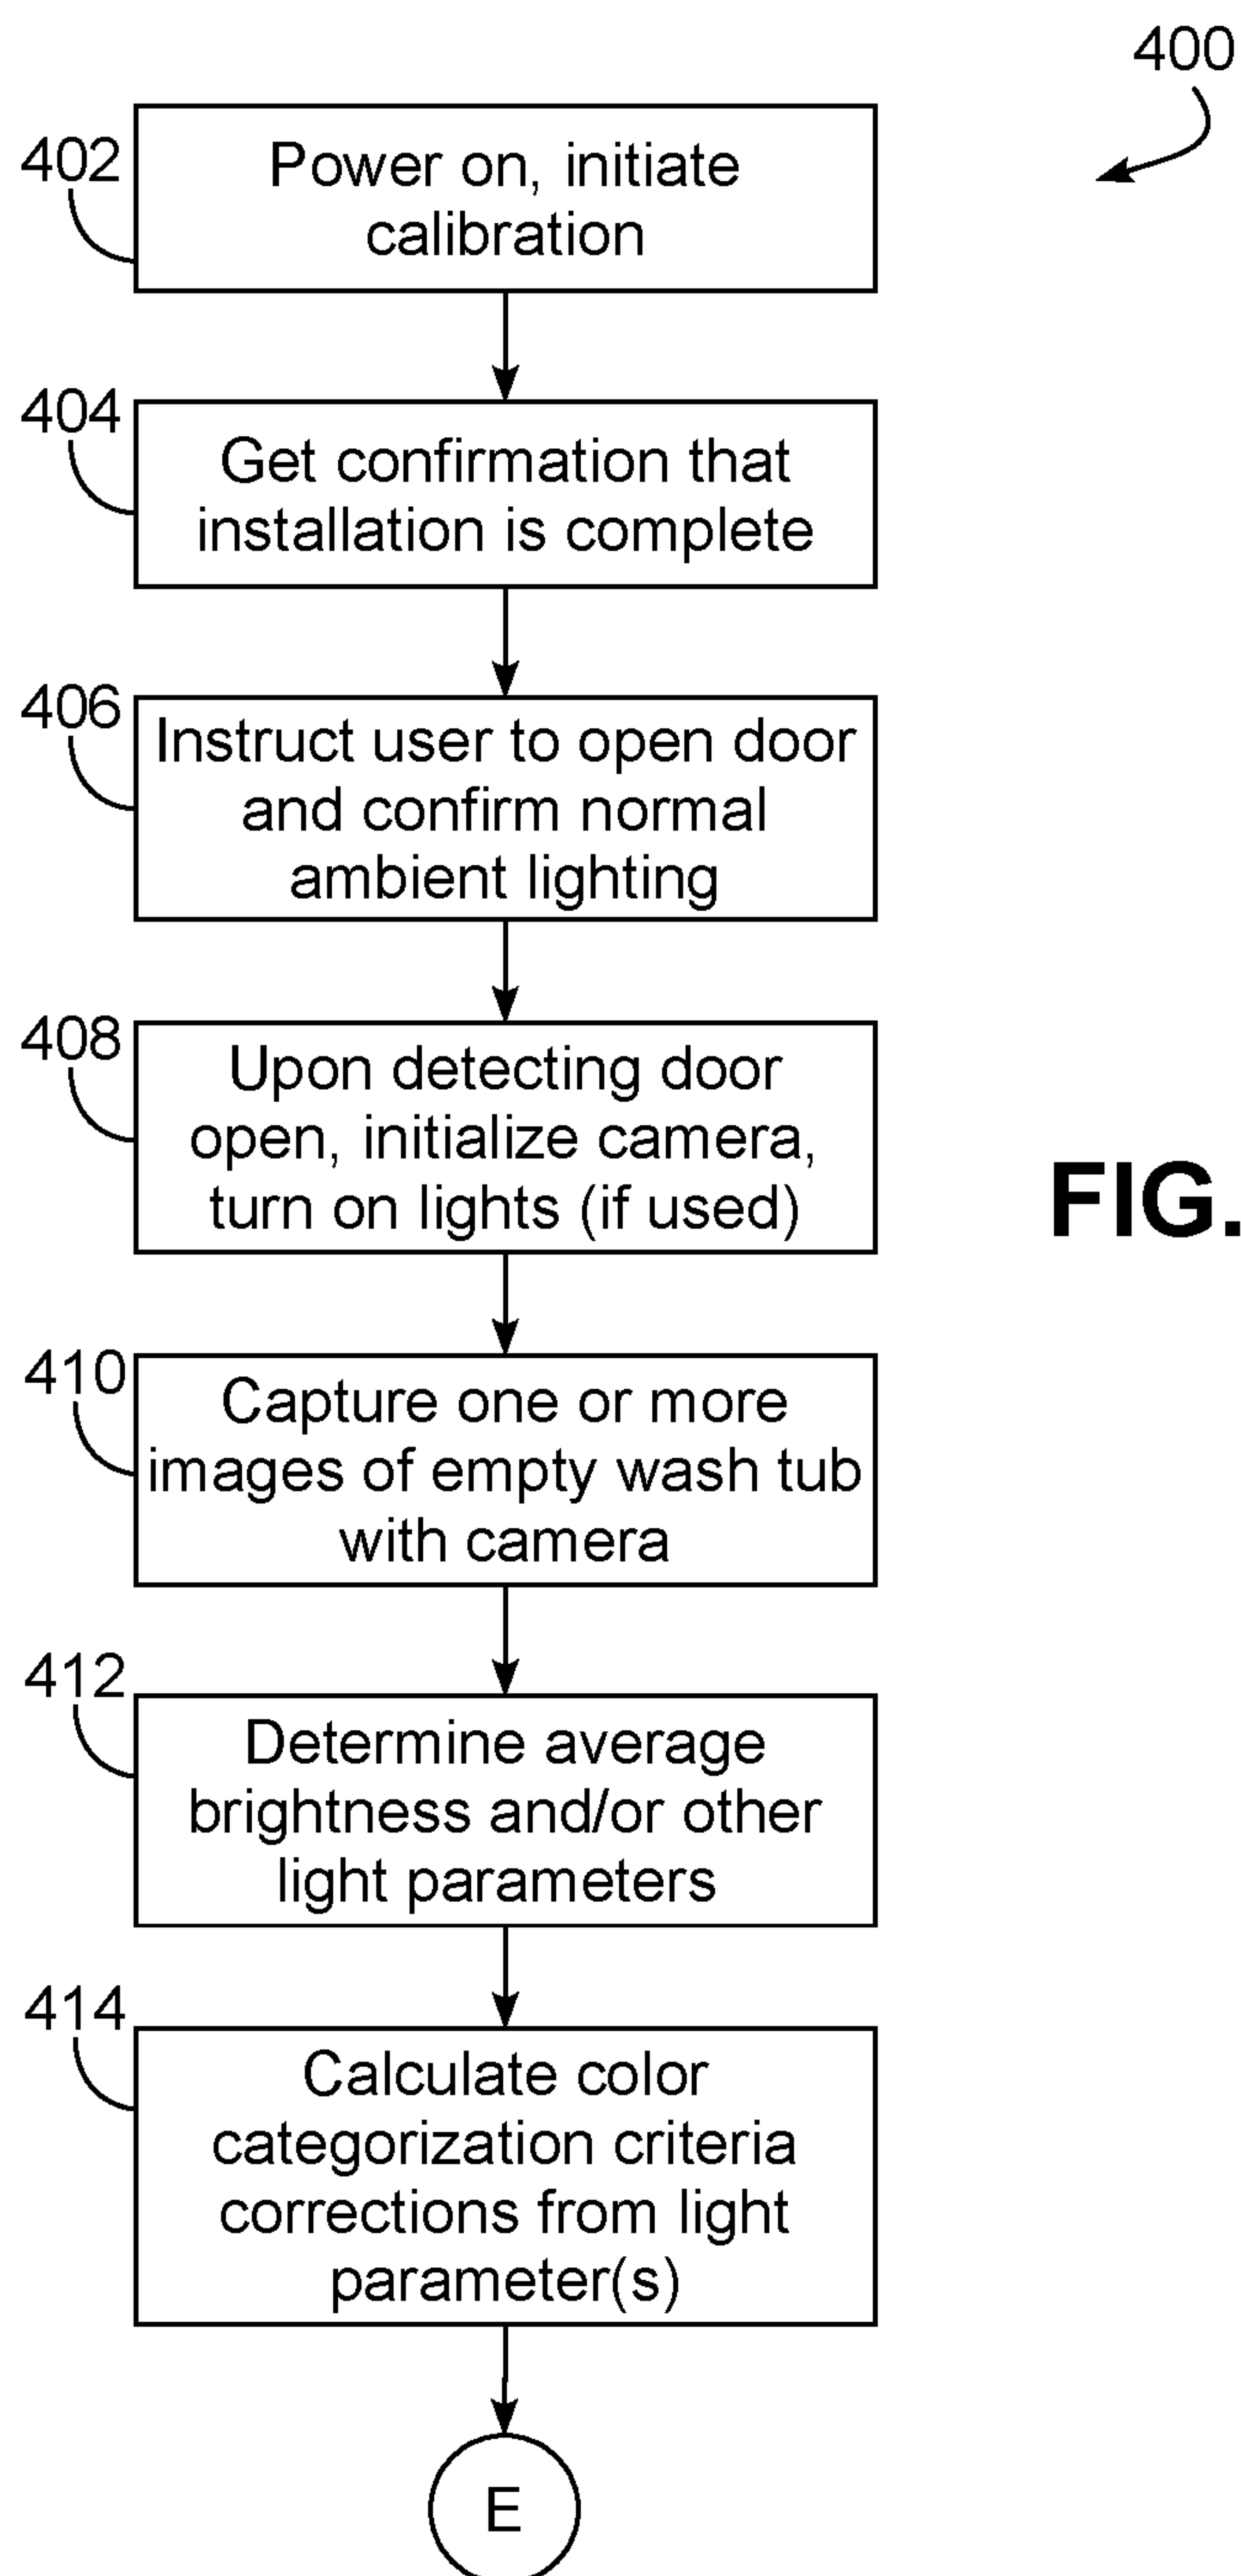 400
402
Power on, initiate
calibration
404
Get confirmation that
installation is complete
406
Instruct user to open door
and confirm normal
ambient lighting
408
Upon detecting door
open, initialize camera,
turn on lights (if used)
FIG.
410
Capture one or more
images of empty wash tub
with camera
412
Determine average
brightness and/or other
light parameters
414
Calculate color
categorization criteria
corrections from light
parameter(s)
E